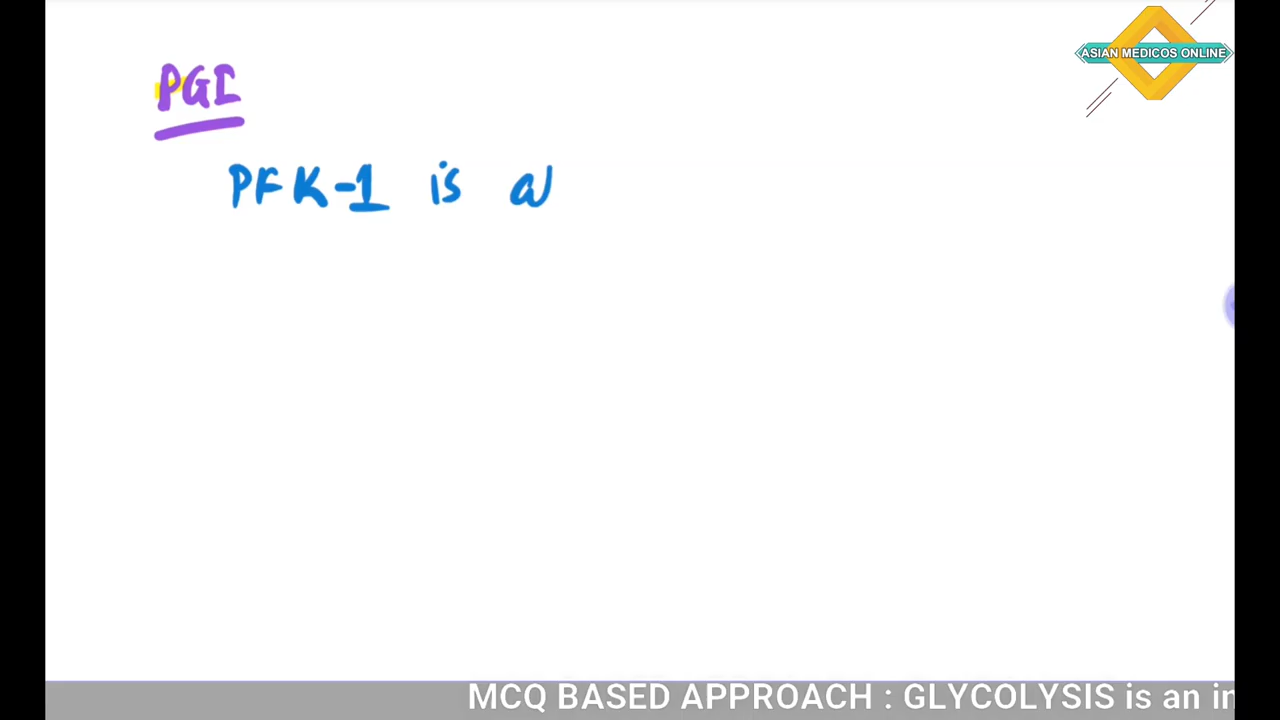 ASIAN MEDICOS ONLINE
PGI
PFK-1 is a
MCQ BASED APPROACH : GLYCOLYSIS is an in